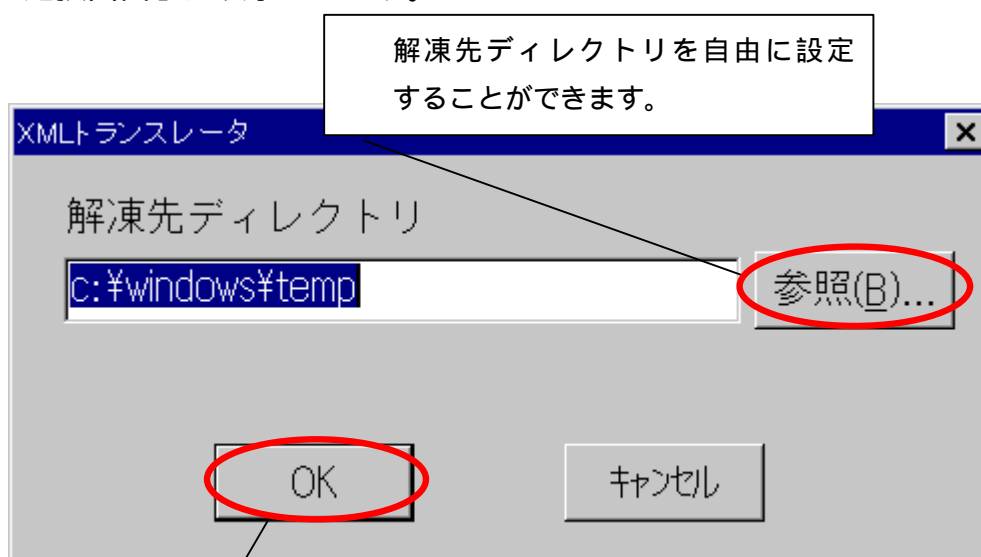 解凍先ディレクトリを自由に設定
することができます。
XMLトランスレータ
解凍先ディレクトリ
c:¥windows¥temp
参照(B)...
OK
キャンセル